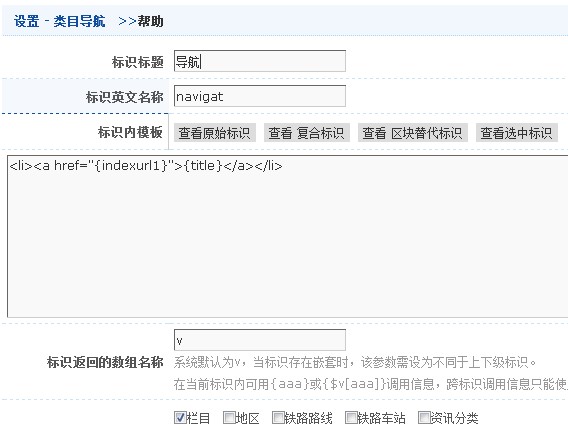 设置 - 类目导航 >>帮助
标识标题 导航
标识英文名称 navigat
标识内模板 查看原始标识 查看 复合标识 查看 区块替代标识 查看选中标识
<li><a href="{indexurl1}">{title}</a></li>
标识返回的数组名称 v
系统默认为v，当标识存在嵌套时，该参数需设为不同于上下级标识。
在当前标识内可用{aaa}或{$v[aaa]}调用信息，跨标识调用信息只能使
栏目 地区 铁路路线 铁路车站 资讯分类